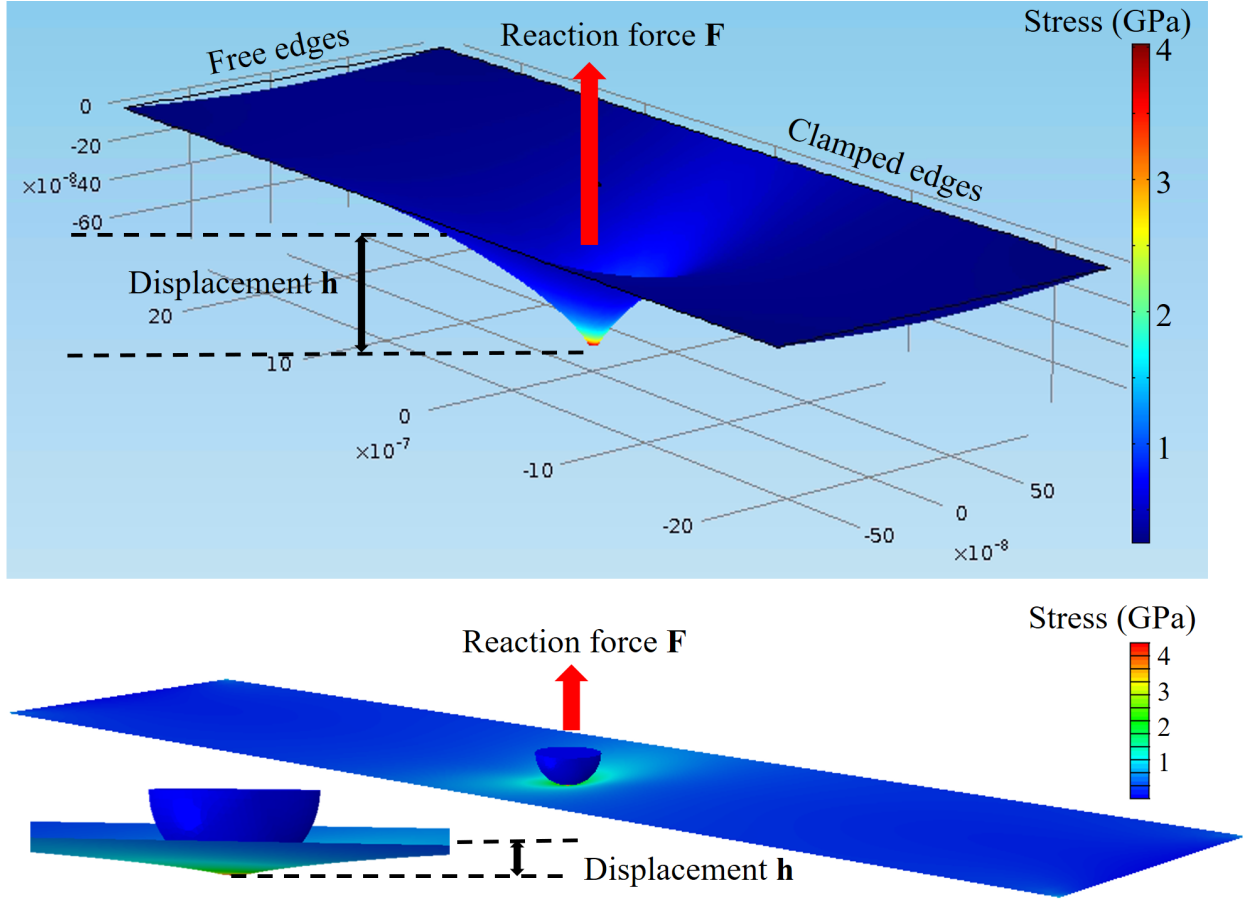 Stress (GPa)
Reaction force F
Free edges
4
0
Clamped edges
-20
3
×10⁻⁸
-40
-60
Displacement h
20
2
10
0
×10⁻⁷
1
-10
50
0
-20
-50
×10⁻⁸
Stress (GPa)
Reaction force F
4
3
2
1
Displacement h